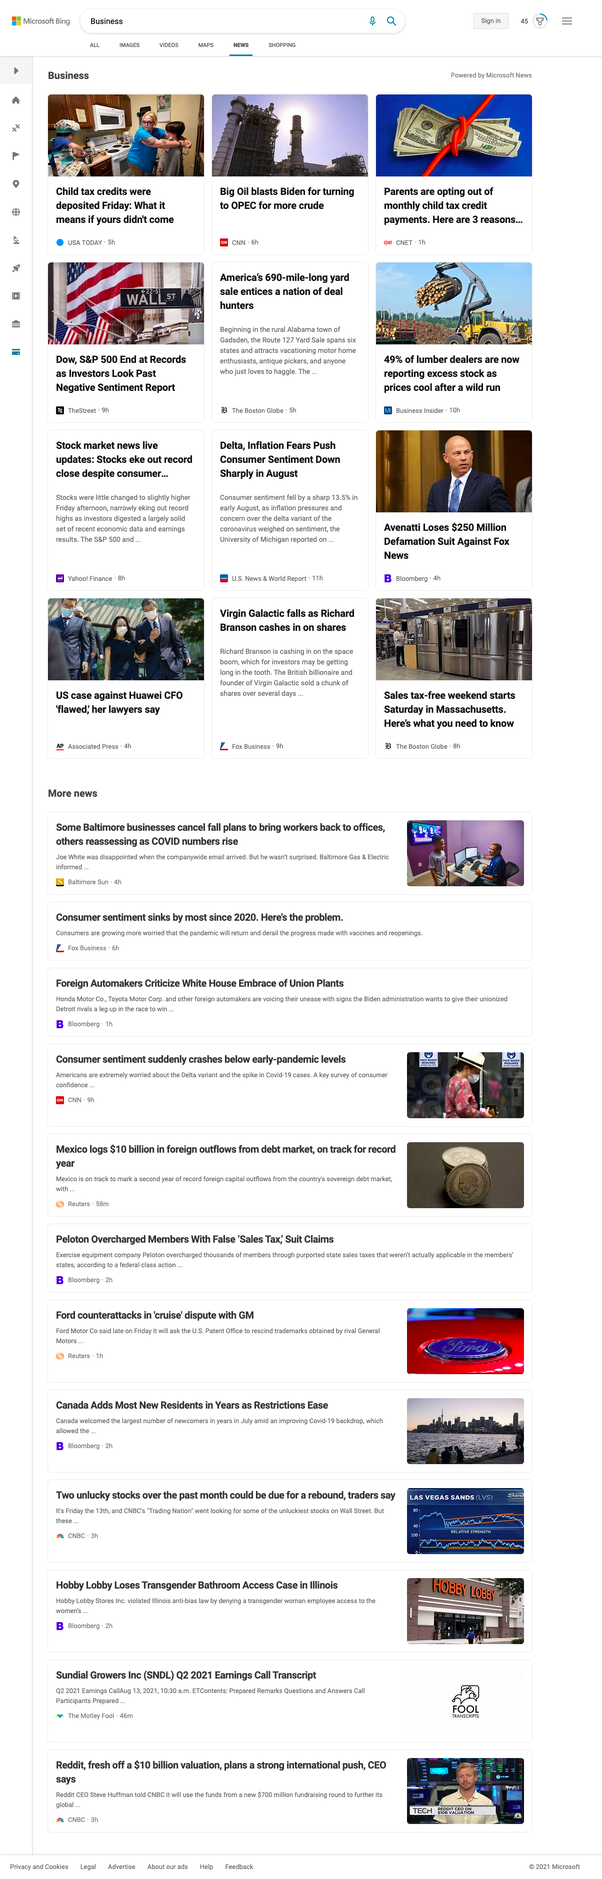 Microsoft Bing
Business
Sign in
45
ALL IMAGES VIDEOS MAPS NEWS SHOPPING
Business
Powered by Microsoft News
Child tax credits were
deposited Friday: What it
means if yours didn't come
USA TODAY · 5h
Big Oil blasts Biden for turning
to OPEC for more crude
CNN · 6h
Parents are opting out of
monthly child tax credit
payments. Here are 3 reasons...
CNET · 1h
WALL ST
Dow, S&P 500 End at Records
as Investors Look Past
Negative Sentiment Report
TheStreet · 9h
America's 690-mile-long yard
sale entices a nation of deal
hunters
Beginning in the rural Alabama town of
Gadsden, the Route 127 Yard Sale spans six
states and attracts vacationing motor home
enthusiasts, antique pickers, and anyone
who just loves to haggle. The ...
The Boston Globe · 5h
49% of lumber dealers are now
reporting excess stock as
prices cool after a wild run
Business Insider · 10h
Stock market news live
updates: Stocks eke out record
close despite consumer...
Stocks were little changed to slightly higher
Friday afternoon, narrowly eking out record
highs as investors digested a largely solid
set of recent economic data and earnings
results. The S&P 500 and ...
Yahoo! Finance · 8h
Delta, Inflation Fears Push
Consumer Sentiment Down
Sharply in August
Consumer sentiment fell by a sharp 13.5% in
early August, as inflation pressures and
concern over the delta variant of the
coronavirus weighed on sentiment, the
University of Michigan reported on ...
U.S. News & World Report · 11h
Avenatti Loses $250 Million
Defamation Suit Against Fox
News
Bloomberg · 4h
US case against Huawei CFO
'flawed,' her lawyers say
Associated Press · 4h
Virgin Galactic falls as Richard
Branson cashes in on shares
Richard Branson is cashing in on the space
boom, which for investors may be getting
long in the tooth. The British billionaire and
founder of Virgin Galactic sold a chunk of
shares over several days ...
Fox Business · 9h
Sales tax-free weekend starts
Saturday in Massachusetts.
Here's what you need to know
The Boston Globe · 8h
More news
Some Baltimore businesses cancel fall plans to bring workers back to offices,
others reassessing as COVID numbers rise
Joe White was disappointed when the companywide email arrived. But he wasn't surprised. Baltimore Gas & Electric
informed ...
Baltimore Sun · 4h
Consumer sentiment sinks by most since 2020. Here's the problem.
Consumers are growing more worried that the pandemic will return and derail the progress made with vaccines and reopenings.
Fox Business · 6h
Foreign Automakers Criticize White House Embrace of Union Plants
Honda Motor Co., Toyota Motor Corp. and other foreign automakers are voicing their unease with signs the Biden administration wants to give their unionized
Detroit rivals a leg up in the race to win ...
Bloomberg · 1h
Consumer sentiment suddenly crashes below early-pandemic levels
Americans are extremely worried about the Delta variant and the spike in Covid-19 cases. A key survey of consumer
confidence ...
CNN · 9h
Mexico logs $10 billion in foreign outflows from debt market, on track for record
year
Mexico is on track to mark a second year of record foreign capital outflows from the country's sovereign debt market,
with ...
Reuters · 58m
Peloton Overcharged Members With False 'Sales Tax,' Suit Claims
Exercise equipment company Peloton overcharged thousands of members through purported state sales taxes that weren't actually applicable in the members'
states, according to a federal class action ...
Bloomberg · 2h
Ford counterattacks in 'cruise' dispute with GM
Ford Motor Co said late on Friday it will ask the U.S. Patent Office to rescind trademarks obtained by rival General
Motors ...
Reuters · 1h
Ford
Canada Adds Most New Residents in Years as Restrictions Ease
Canada welcomed the largest number of newcomers in years in July amid an improving Covid-19 backdrop, which
allowed the ...
Bloomberg · 2h
Two unlucky stocks over the past month could be due for a rebound, traders say
It's Friday the 13th, and CNBC's "Trading Nation" went looking for some of the unluckiest stocks on Wall Street. But
these ...
CNBC · 3h
LAS VEGAS SANDS (LVS)
80
40
RELATIVE STRENGTH
100
0
Hobby Lobby Loses Transgender Bathroom Access Case in Illinois
Hobby Lobby Stores Inc. violated Illinois anti-bias law by denying a transgender woman employee access to the
women's ...
Bloomberg · 2h
HOBBY LOBBY
Sundial Growers Inc (SNDL) Q2 2021 Earnings Call Transcript
Q2 2021 Earnings CallAug 13, 2021, 10:30 a.m. ETContents: Prepared Remarks Questions and Answers Call
Participants Prepared ...
The Motley Fool · 46m
FOOL
TRANSCRIPTS
Reddit, fresh off a $10 billion valuation, plans a strong international push, CEO
says
Reddit CEO Steve Huffman told CNBC it will use the funds from a new $700 million fundraising round to further its
global ...
CNBC · 3h
TECH
REDDIT CEO ON
$10B VALUATION
Privacy and Cookies Legal Advertise About our ads Help Feedback
© 2021 Microsoft